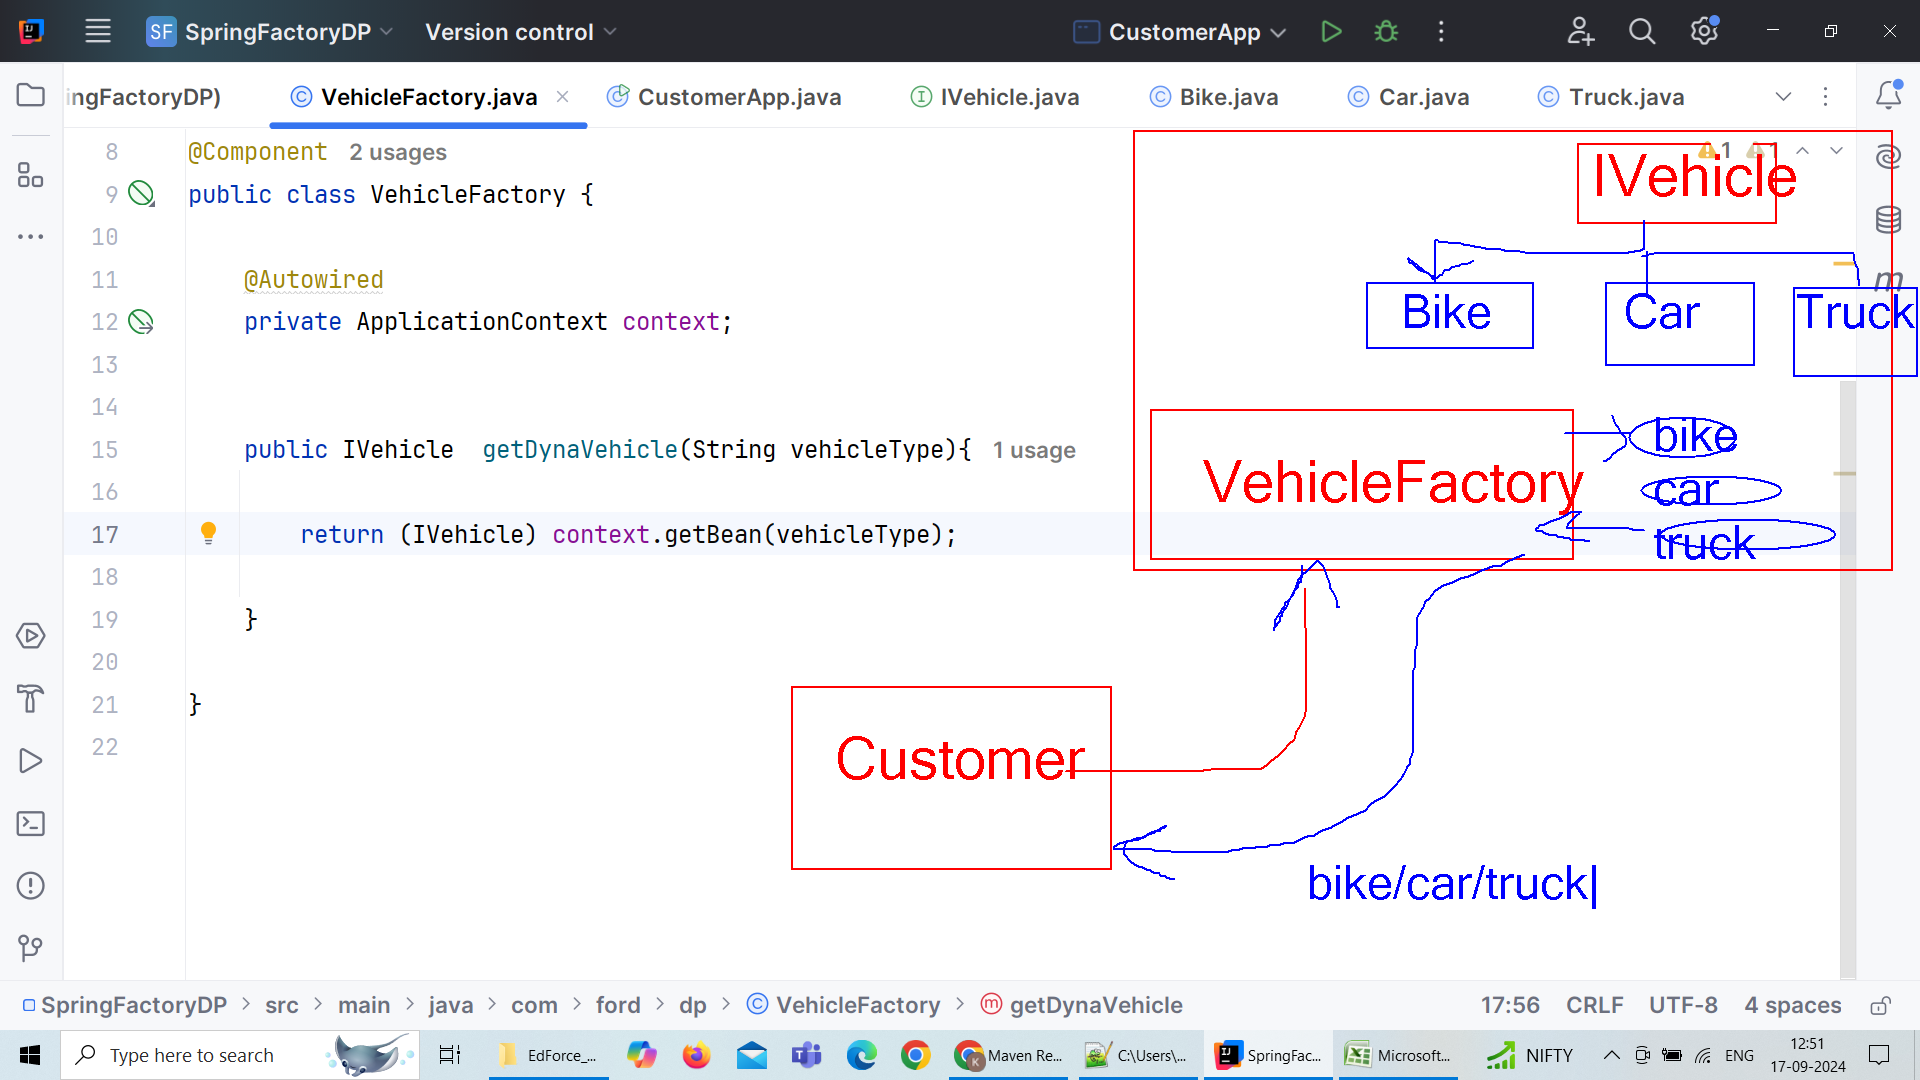 SF SpringFactoryDP Version control CustomerApp
ingFactoryDP) VehicleFactory.java CustomerApp.java IVehicle.java Bike.java Car.java Truck.java
8 @Component 2 usages
9 public class VehicleFactory {
10
11 @Autowired
12 private ApplicationContext context;
13
14
15 public IVehicle getDynaVehicle(String vehicleType){ 1 usage
16
17 return (IVehicle) context.getBean(vehicleType);
18
19 }
20
21 }
22
1 1
IVehicle
Bike Car Truck
VehicleFactory
bike
car
truck
Customer
bike/car/truck
SpringFactoryDP > src > main > java > com > ford > dp > VehicleFactory > getDynaVehicle 17:56 CRLF UTF-8 4 spaces
Type here to search EdForce_... Maven Re... C:\Users\... SpringFac... Microsoft... NIFTY ENG 12:51
17-09-2024